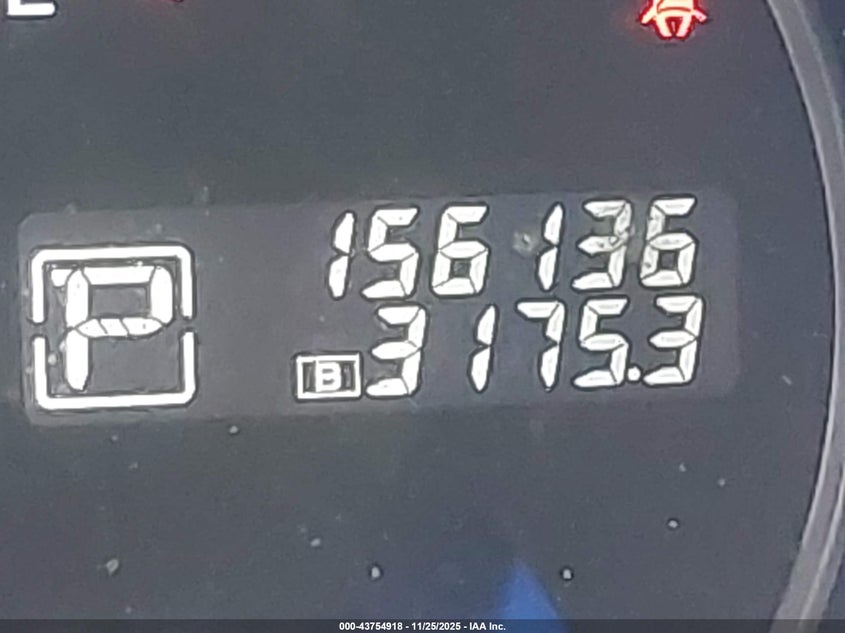 E
156136
P
B 3175.3
000-43754918 - 11/25/2025 - IAA Inc.